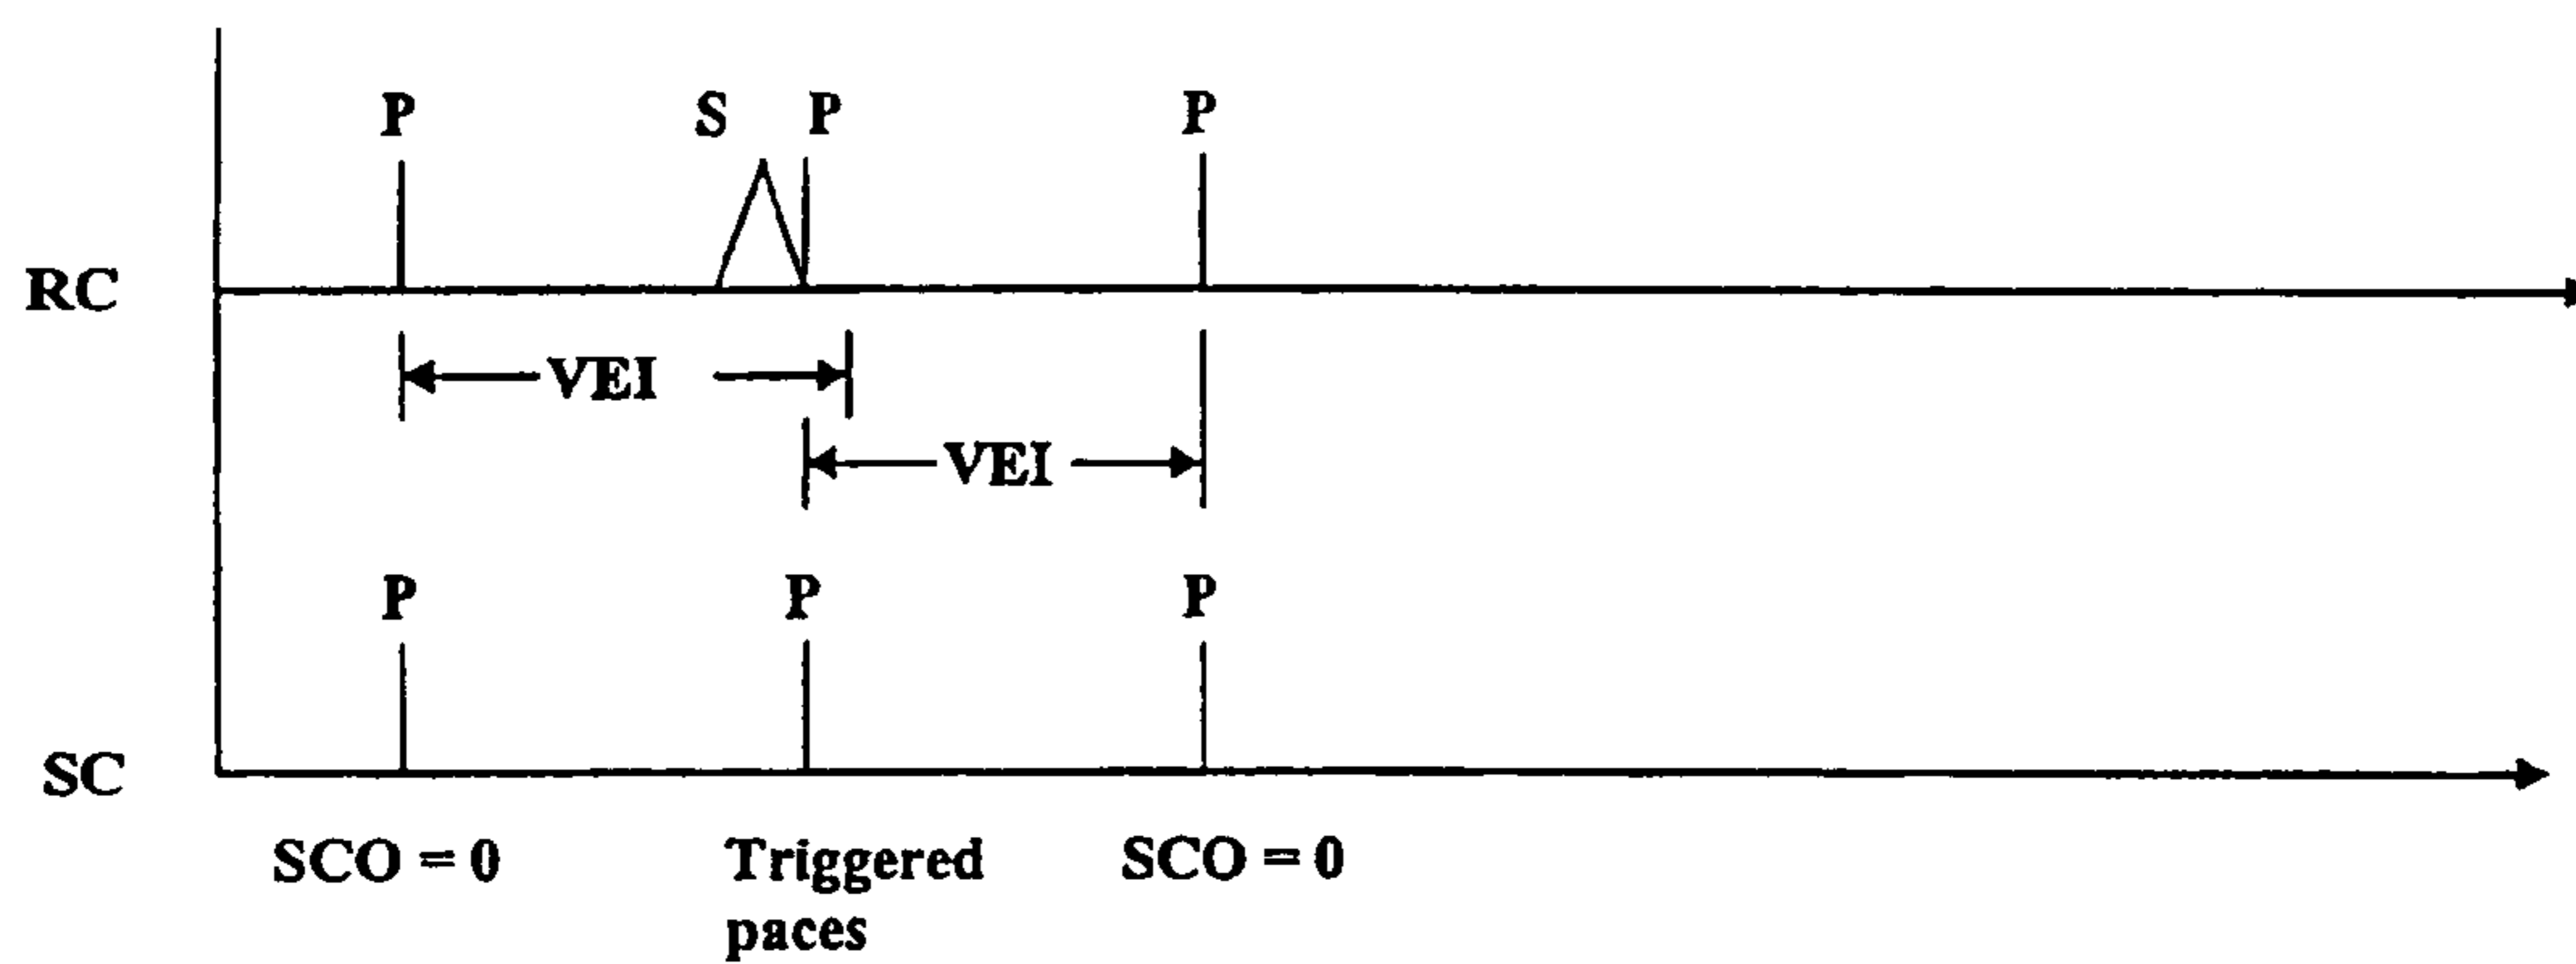 P S P P
RC
VEI
VEI
P P P
SC
SCO = 0 Triggered SCO = 0
paces